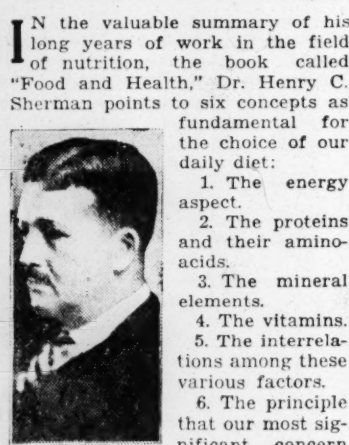 IN the valuable summary of his
long years of work in the field
of nutrition, the book called
"Food and Health," Dr. Henry C.
Sherman points to six concepts as
fundamental for
the choice of our
daily diet:
1. The energy
aspect.
2. The proteins
and their amino-
acids.
3. The mineral
elements.
4. The vitamins.
5. The interrela-
tions among these
various factors.
6. The principle
that our most sig-
nificant concern